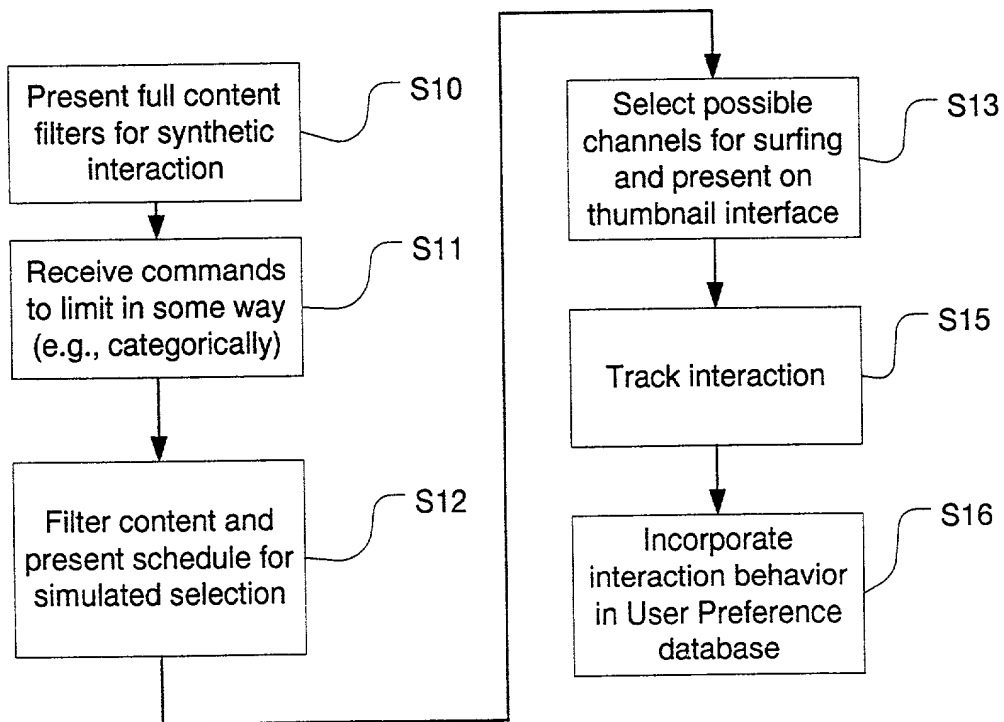 Present full content
filters for synthetic
interaction
S10
Receive commands
to limit in some way
(e.g., categorically)
S11
Filter content and
present schedule for
simulated selection
S12
Select possible
channels for surfing
and present on
thumbnail interface
S13
Track interaction
S15
Incorporate
interaction behavior
in User Preference
database
S16